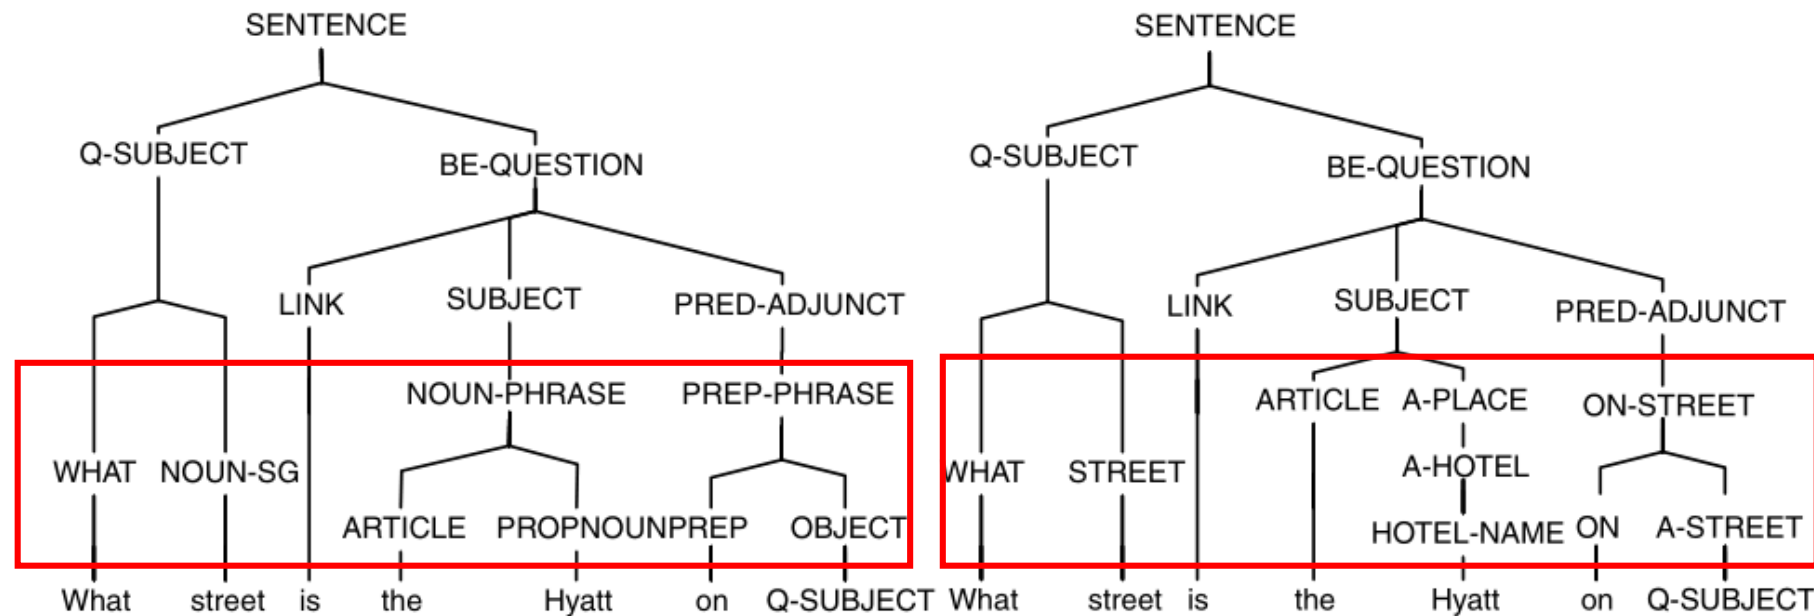 SENTENCE
Q-SUBJECT
BE-QUESTION
LINK
SUBJECT
PRED-ADJUNCT
NOUN-PHRASE
PREP-PHRASE
WHAT
NOUN-SG
ARTICLE
PROPNOUN
PREP
OBJECT
What street is the Hyatt on Q-SUBJECT
SENTENCE
Q-SUBJECT
BE-QUESTION
LINK
SUBJECT
PRED-ADJUNCT
ARTICLE
A-PLACE
ON-STREET
WHAT
STREET
A-HOTEL
HOTEL-NAME
ON
A-STREET
What street is the Hyatt on Q-SUBJECT